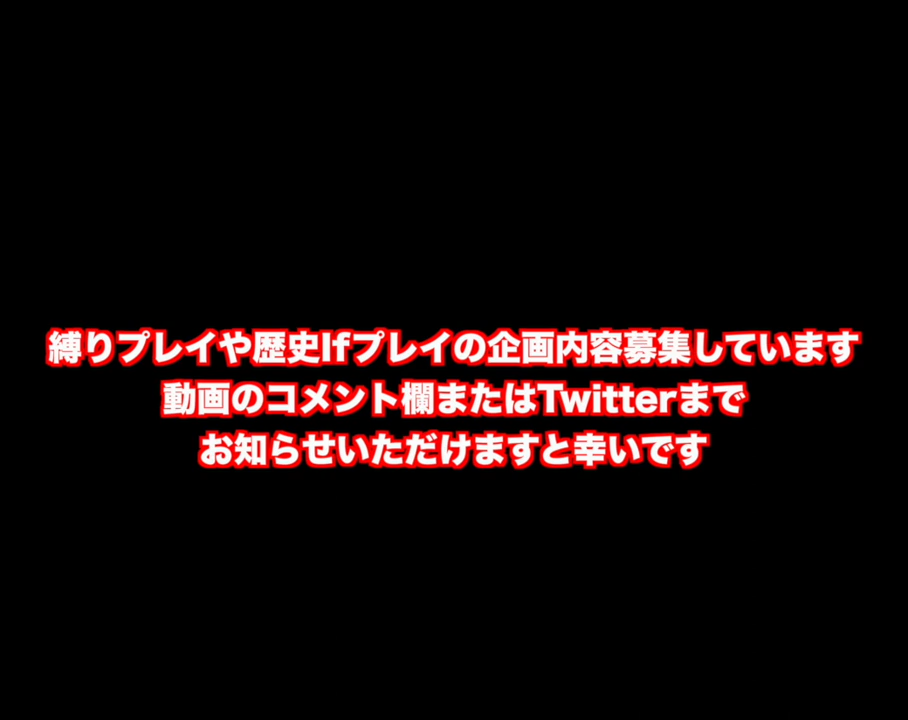 縛りプレイや歴史Ifプレイの企画内容募集しています
動画のコメント欄またはTwitterまで
お知らせいただけますと幸いです